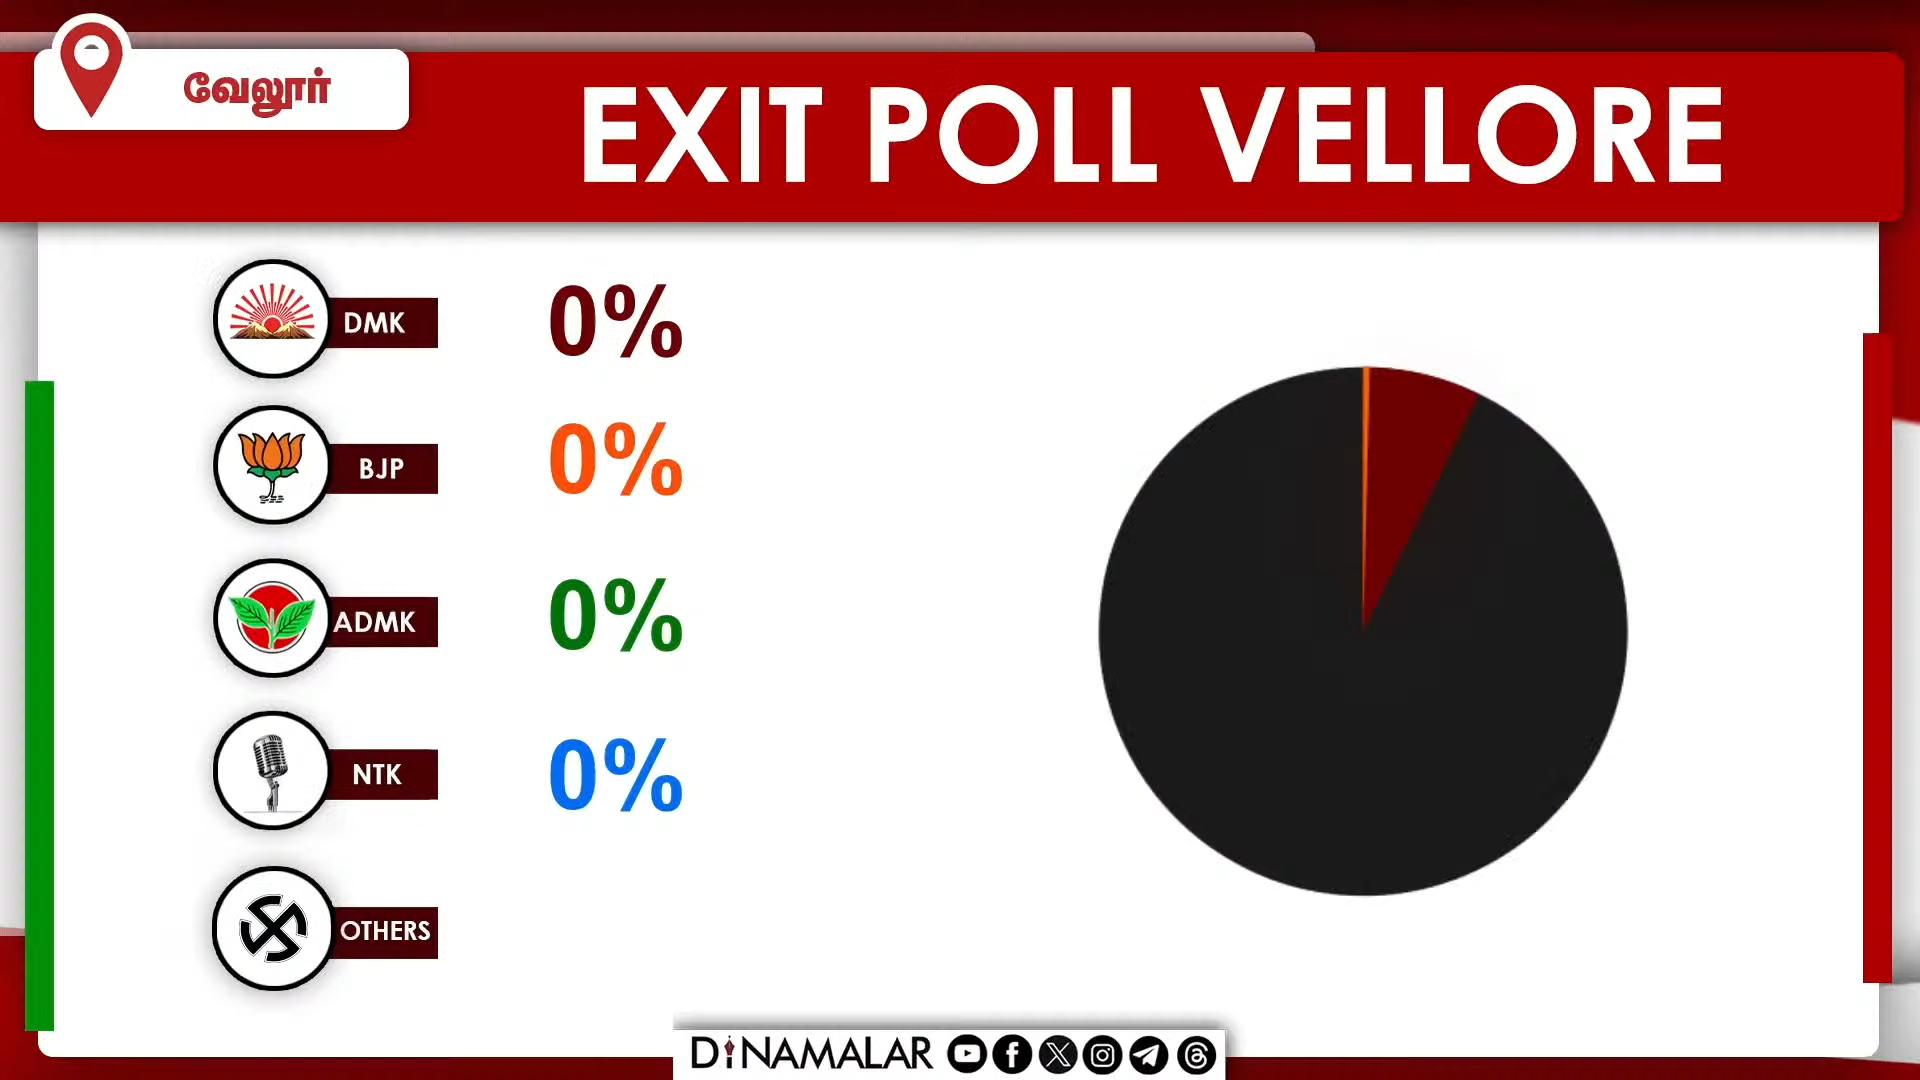 வேலூர்
EXIT POLL VELLORE
DMK 0%
BJP 0%
ADMK 0%
NTK 0%
OTHERS
DINAMALAR